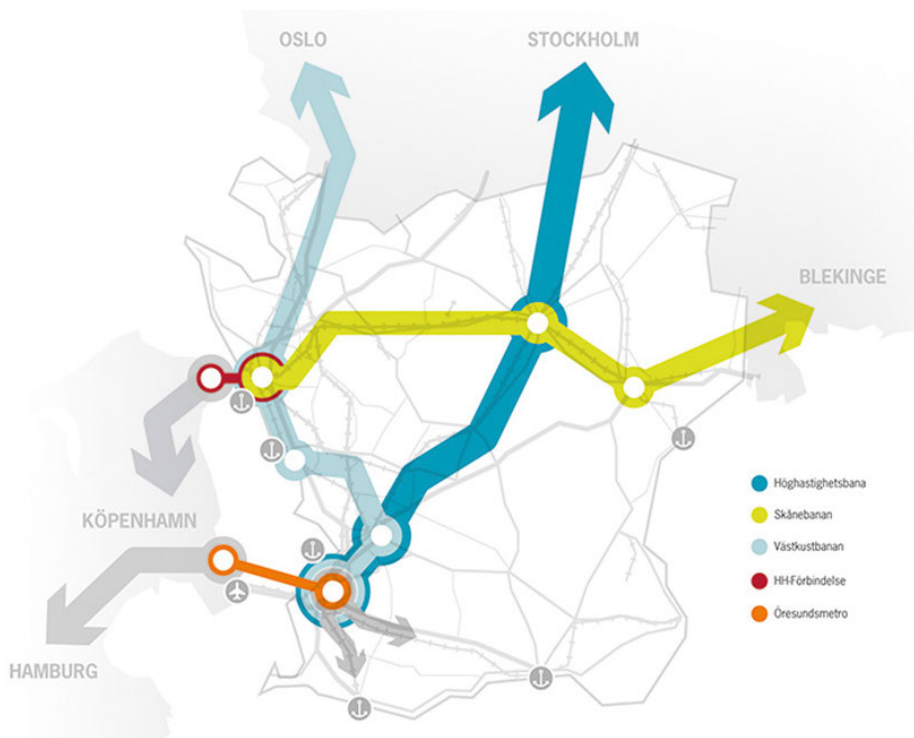 OSLO
STOCKHOLM
BLEKINGE
KÖPENHAMN
HAMBURG
Höghastighetsbana
Skånebanan
Västkustbanan
HH-Förbindelse
Öresundsmetro